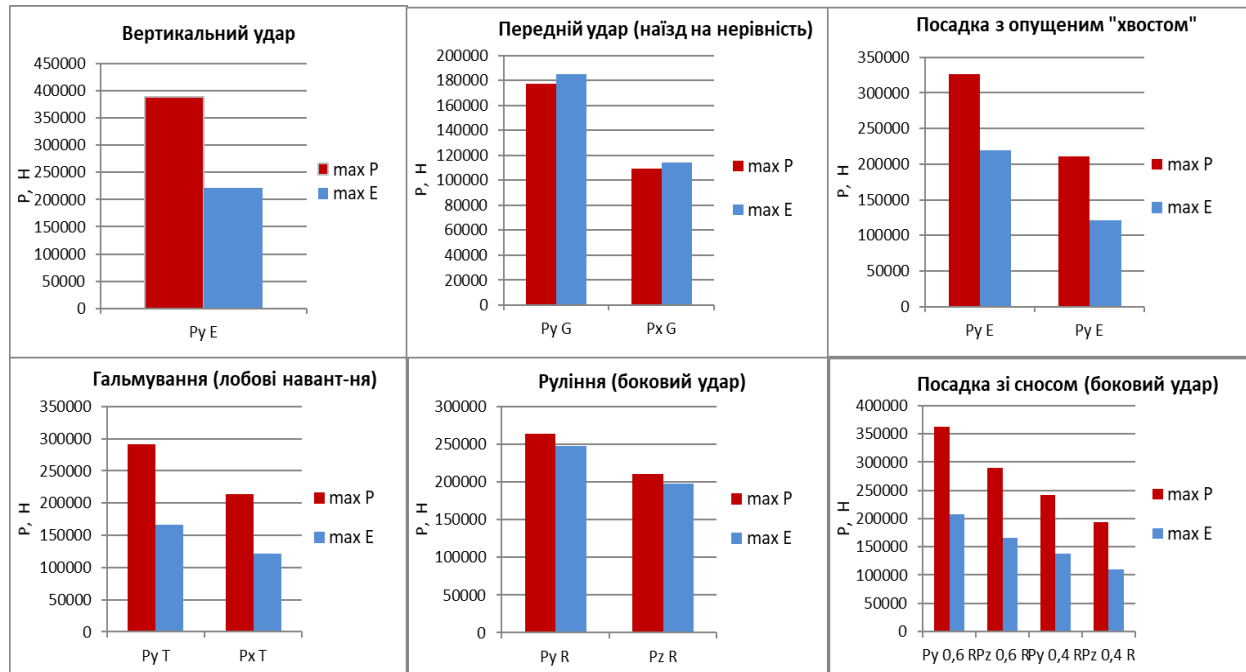 Вертикальний удар
450000
400000
350000
300000
250000
200000
150000
100000
50000
0
Р, Н
Py E
max P
max E
Передній удар (наїзд на нерівність)
200000
180000
160000
140000
120000
100000
80000
60000
40000
20000
0
Р, Н
Py G
Px G
max P
max E
Посадка з опущеним "хвостом"
350000
300000
250000
200000
150000
100000
50000
0
Р, Н
Py E
Py E
max P
max E
Гальмування (лобові навант-ня)
350000
300000
250000
200000
150000
100000
50000
0
Р, Н
Py T
Px T
max P
max E
Руління (боковий удар)
300000
250000
200000
150000
100000
50000
0
Р, Н
Py R
Pz R
max P
max E
Посадка зі сносом (боковий удар)
400000
350000
300000
250000
200000
150000
100000
50000
0
Р, Н
Py 0,6 R
Pz 0,6 R
Py 0,4 R
Pz 0,4 R
max P
max E